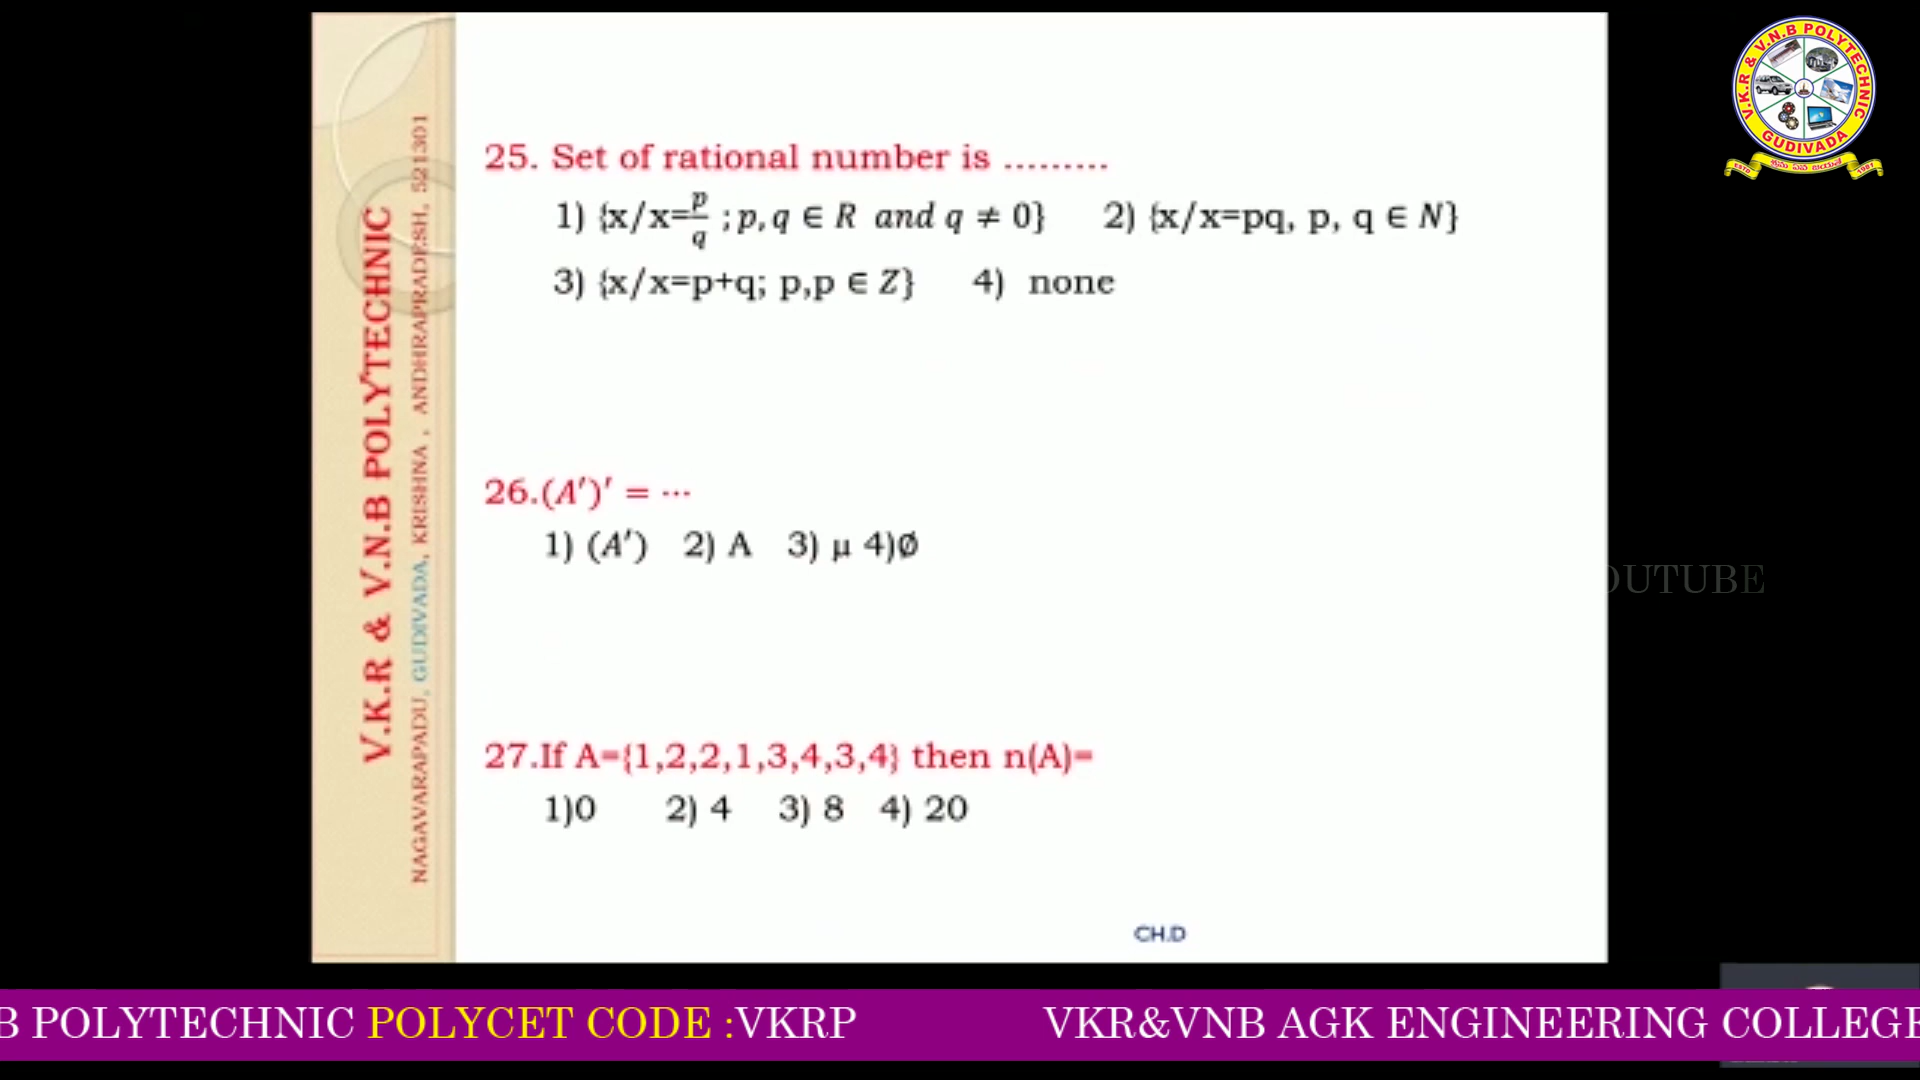 25. Set of rational number is .........
1) {x/x=p/q ; p, q ∈ R and q ≠ 0} 2) {x/x=pq, p, q ∈ N}
3) {x/x=p+q; p,p ∈ Z} 4) none
26.(A′)′ = ⋯
1) (A′) 2) A 3) μ 4)∅
27.If A={1,2,2,1,3,4,3,4} then n(A)=
1)0 2) 4 3) 8 4) 20
CH.D
V.K.R & V.N.B POLYTECHNIC
NAGAVARAPADU, GUDIVADA, KRISHNA , ANDHRAPRADESH, 521301
V.K.R & V.N.B POLYTECHNIC
GUDIVADA
OUTUBE
B POLYTECHNIC POLYCET CODE :VKRP VKR&VNB AGK ENGINEERING COLLEGE